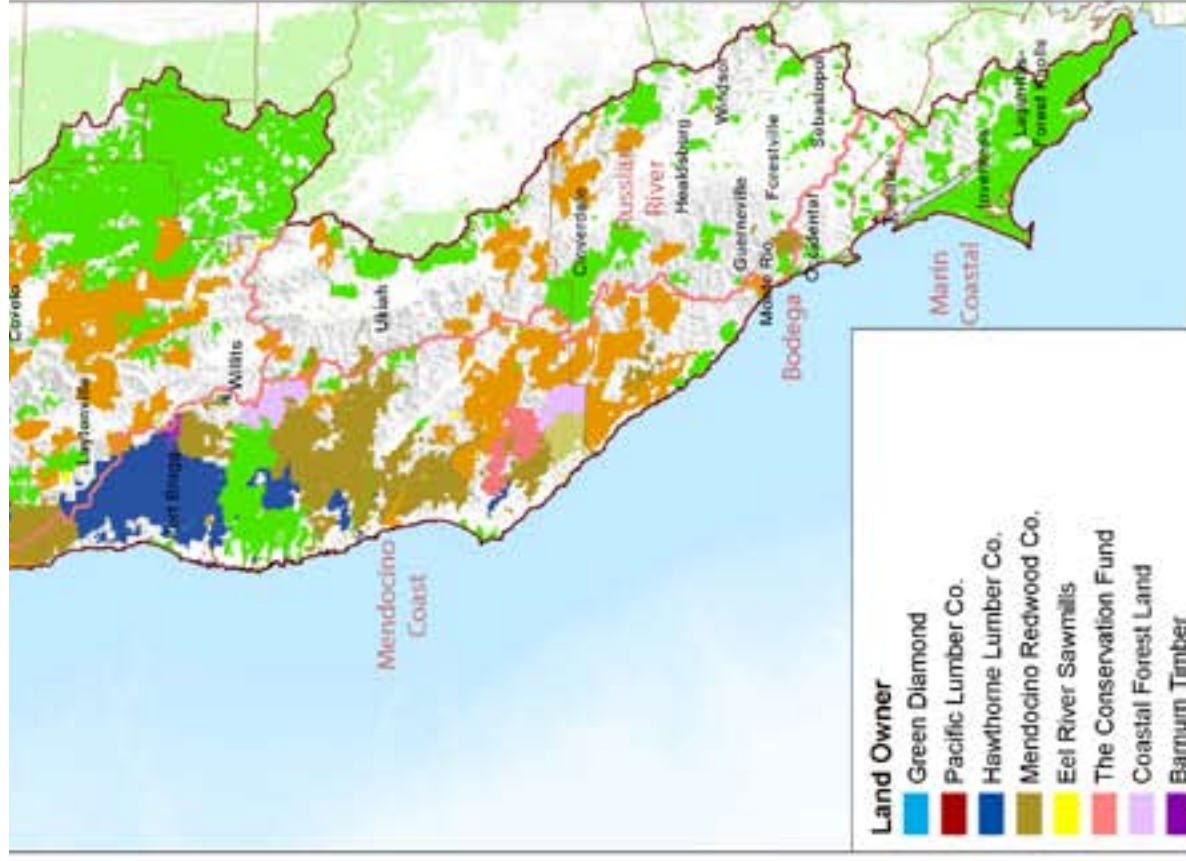 Covelo
Laytonville
Willits
Fort Bragg
Ukiah
Mendocino
Coast
Cloverdale
Russian
River
Healdsburg
Windsor
Guerneville
Forestville
Sebastopol
Monte Rio
Occidental
Bodega
Tomales
Inverness
Lagunitas-
Forest Knolls
Marin
Coastal
Land Owner
Green Diamond
Pacific Lumber Co.
Hawthorne Lumber Co.
Mendocino Redwood Co.
Eel River Sawmills
The Conservation Fund
Coastal Forest Land
Barnum Timber